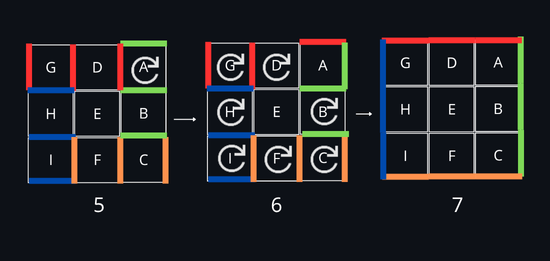 G D A G D A G D A
H E B H E B H E B
I F C I F C I F C
5 6 7